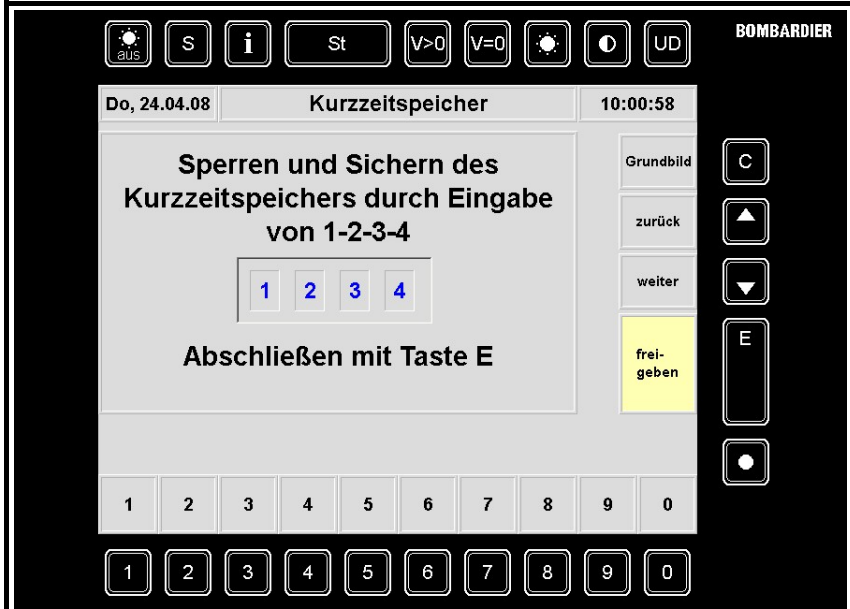 aus S i St V>0 V=0 UD BOMBARDIER
Do, 24.04.08 Kurzzeitspeicher 10:00:58
Sperren und Sichern des
Kurzzeitspeichers durch Eingabe
von 1-2-3-4
1 2 3 4
Abschließen mit Taste E
Grundbild
zurück
weiter
frei-
geben
C
E
1 2 3 4 5 6 7 8 9 0
1 2 3 4 5 6 7 8 9 0